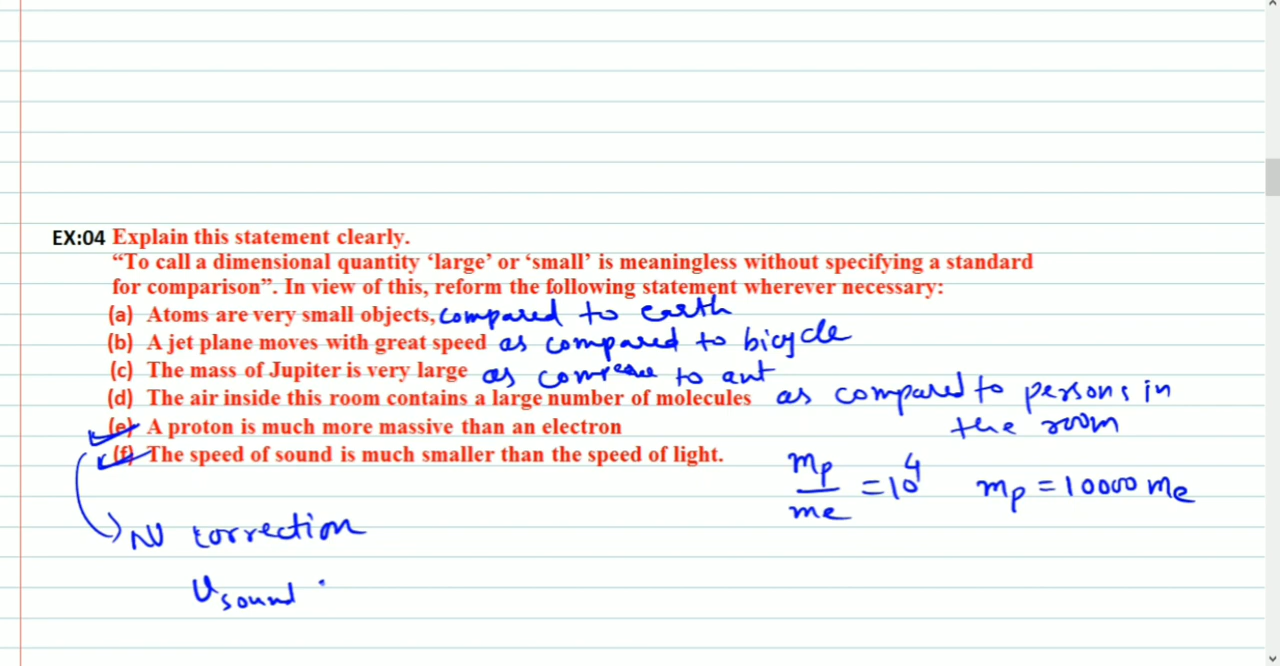 EX:04 Explain this statement clearly.
“To call a dimensional quantity ‘large’ or ‘small’ is meaningless without specifying a standard
for comparison”. In view of this, reform the following statement wherever necessary:
(a) Atoms are very small objects, compared to earth
(b) A jet plane moves with great speed as compared to bicycle
(c) The mass of Jupiter is very large as to ant
(d) The air inside this room contains a large number of molecules as compared to persons in
the room
(e) A proton is much more massive than an electron
(f) The speed of sound is much smaller than the speed of light.
mp/me = 10^4 mp = 10000 me
No correction
υsound